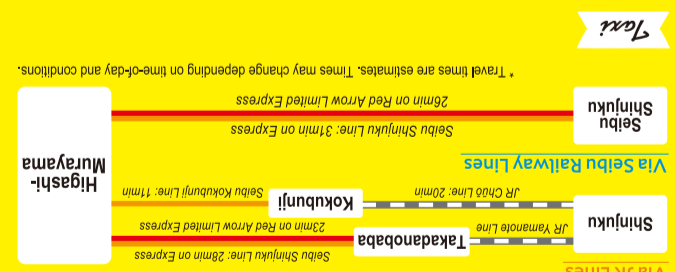 Via JR Lines
Shinjuku
JR Yamanote Line
Takadanobaba
Seibu Shinjuku Line: 28min on Express
23min on Red Arrow Limited Express
JR Chūō Line: 20min
Kokubunji
Seibu Kokubunji Line: 11min
Higashi-
Murayama
Via Seibu Railway Lines
Seibu
Shinjuku
Seibu Shinjuku Line: 31min on Express
26min on Red Arrow Limited Express
* Travel times are estimates. Times may change depending on time-of-day and conditions.
Taxi